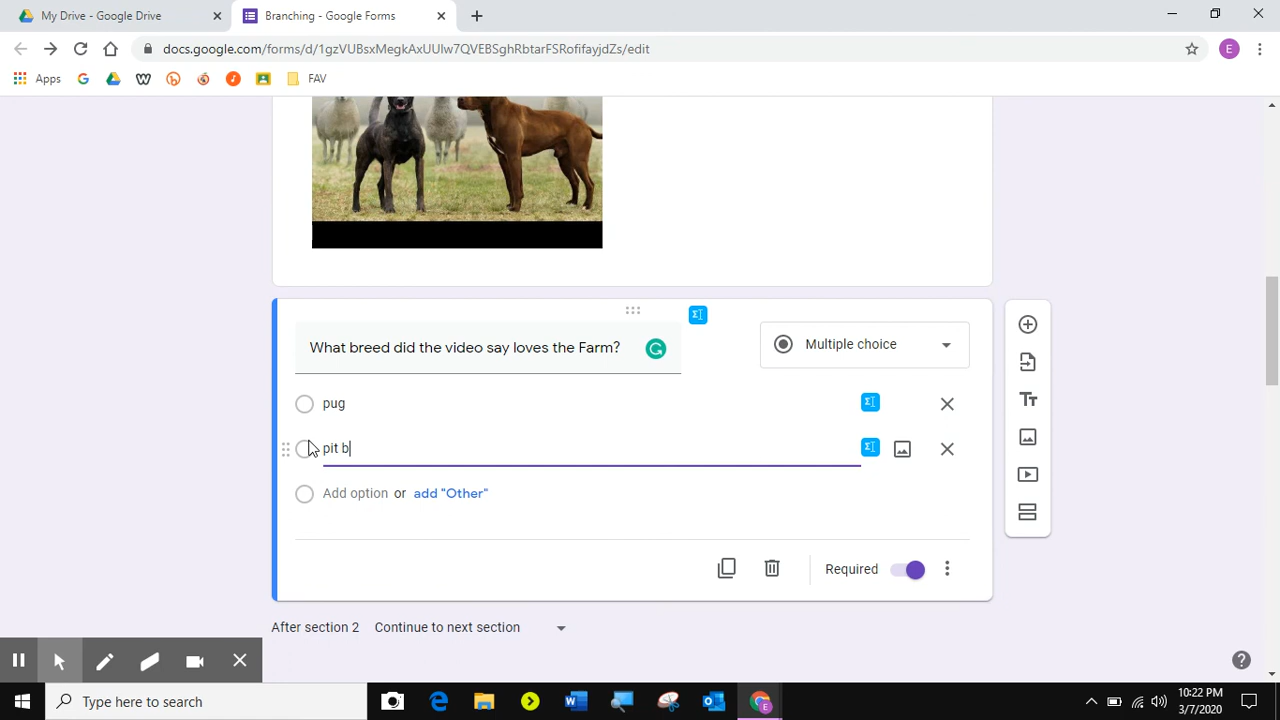 My Drive - Google Drive
Branching - Google Forms
docs.google.com/forms/d/1gzVUBsxMegkAxUUlw7QVEBSghRbtarFSRofifayjdZs/edit
E
Apps
FAV
What breed did the video say loves the Farm?
Multiple choice
pug
pit b
Add option or add "Other"
Required
After section 2 Continue to next section
Type here to search
10:22 PM
3/7/2020